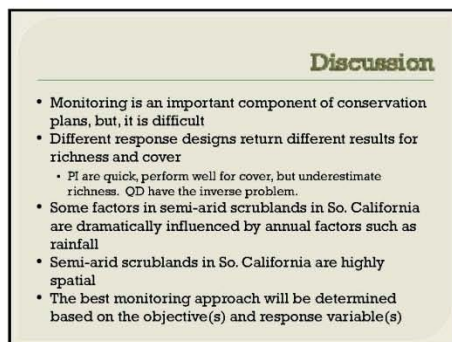 Discussion
• Monitoring is an important component of conservation
plans, but, it is difficult
• Different response designs return different results for
richness and cover
• PI are quick, perform well for cover, but underestimate
richness. QD have the inverse problem.
• Some factors in semi-arid scrublands in So. California
are dramatically influenced by annual factors such as
rainfall
• Semi-arid scrublands in So. California are highly
spatial
• The best monitoring approach will be determined
based on the objective(s) and response variable(s)